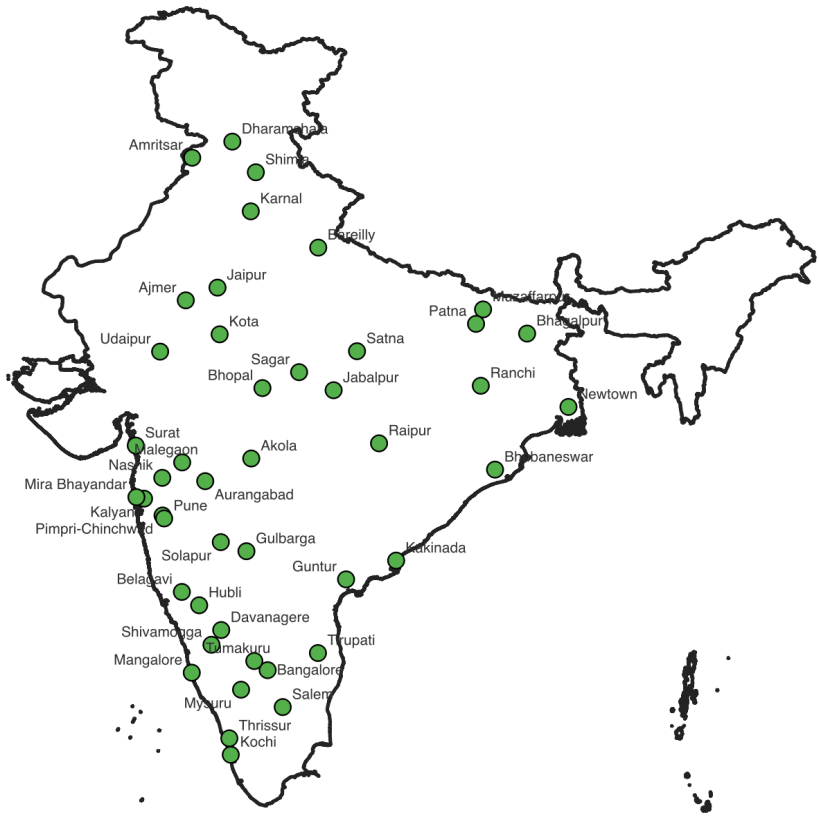 Dharamshala
Amritsar
Shimla
Karnal
Bareilly
Jaipur
Ajmer
Muzaffarpur
Patna
Bhagalpur
Kota
Udaipur
Satna
Sagar
Bhopal
Jabalpur
Ranchi
Newtown
Surat
Raipur
Malegaon
Akola
Nashik
Bhubaneswar
Mira Bhayandar
Aurangabad
Kalyan
Pune
Pimpri-Chinchwad
Gulbarga
Solapur
Kakinada
Guntur
Belagavi
Hubli
Davanagere
Shivamogga
Tumakuru
Tirupati
Mangalore
Bangalore
Mysuru
Salem
Thrissur
Kochi